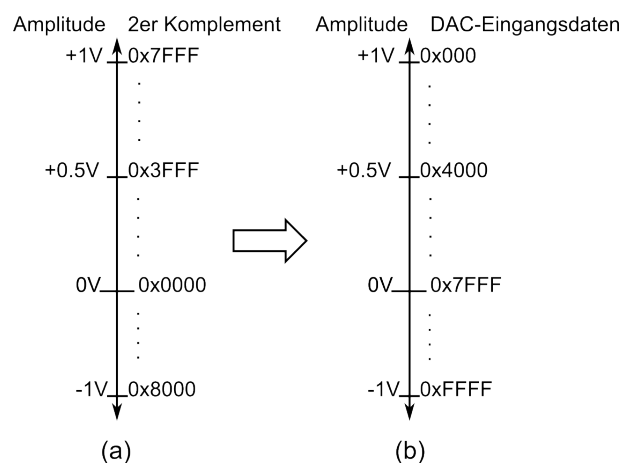 Amplitude 2er Komplement
+1V 0x7FFF
+0.5V 0x3FFF
0V 0x0000
-1V 0x8000
(a)
Amplitude DAC-Eingangsdaten
+1V 0x000
+0.5V 0x4000
0V 0x7FFF
-1V 0xFFFF
(b)